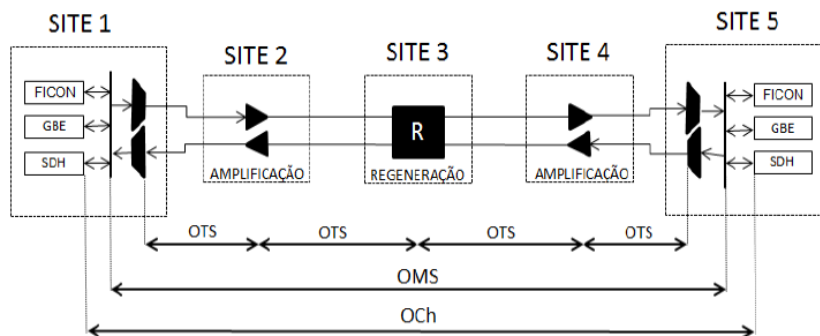 SITE 1
SITE 2
SITE 3
SITE 4
SITE 5
FICON
GBE
SDH
R
AMPLIFICAÇÃO
REGENERAÇÃO
AMPLIFICAÇÃO
FICON
GBE
SDH
OTS
OTS
OTS
OTS
OMS
OCh